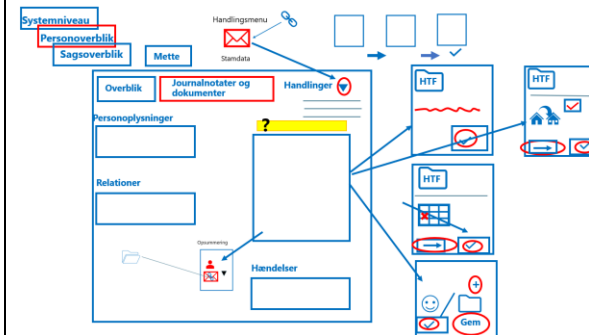 Systemniveau
Personoverblik
Sagsoverblik
Mette
Handlingsmenu
Stamdata
Overblik
Journalnotater og
dokumenter
Handlinger
Personoplysninger
?
Relationer
Opsummering
Hændelser
HTF
HTF
HTF
Gem